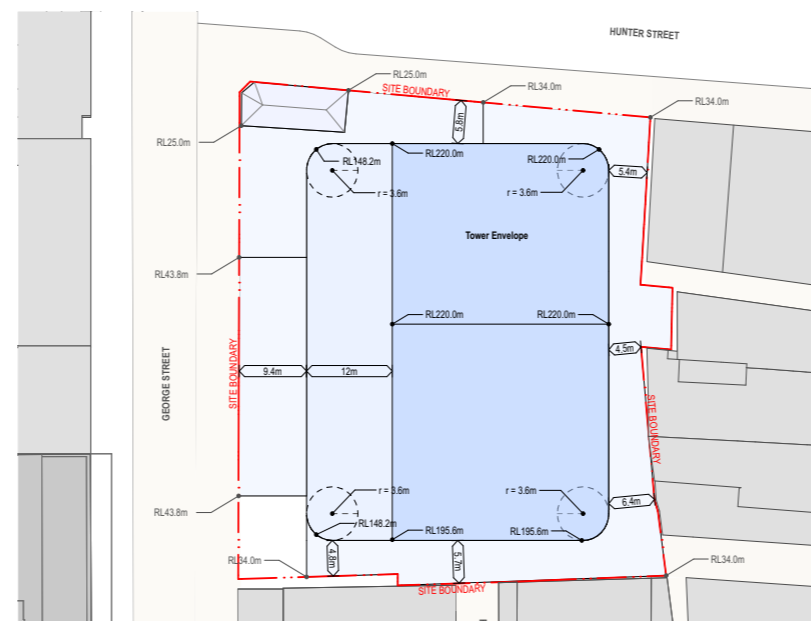 HUNTER STREET
RL25.0m
SITE BOUNDARY
RL34.0m
RL34.0m
5.8m
RL25.0m
RL148.2m
RL220.0m
RL220.0m
5.4m
r = 3.6m
r = 3.6m
Tower Envelope
RL43.8m
RL220.0m
RL220.0m
4.5m
GEORGE STREET
SITE BOUNDARY
9.4m
12m
SITE BOUNDARY
r = 3.6m
r = 3.6m
6.4m
RL43.8m
RL148.2m
RL195.6m
RL195.6m
RL34.0m
4.8m
5.7m
RL34.0m
SITE BOUNDARY